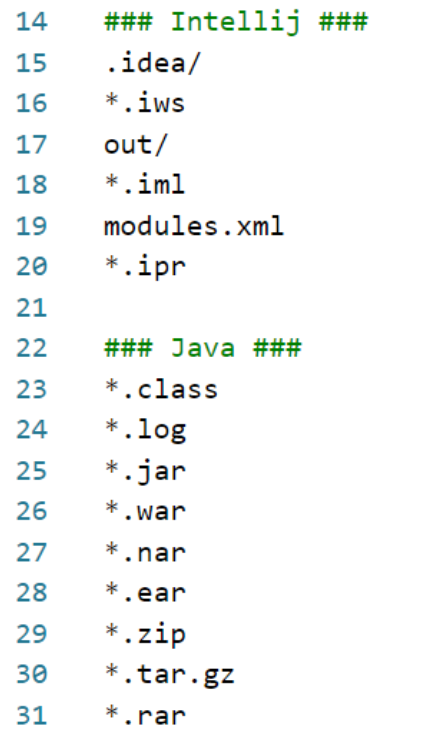 14 ### Intellij ###
15 .idea/
16 *.iws
17 out/
18 *.iml
19 modules.xml
20 *.ipr
21
22 ### Java ###
23 *.class
24 *.log
25 *.jar
26 *.war
27 *.nar
28 *.ear
29 *.zip
30 *.tar.gz
31 *.rar